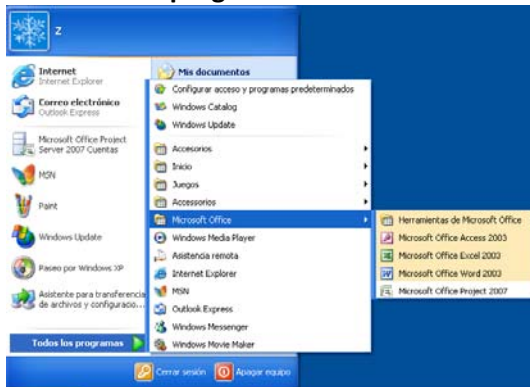 progr
z
Internet
Internet Explorer
Correo electrónico
Outlook Express
Microsoft Office Project
Server 2007 Cuentas
MSN
Paint
Windows Update
Paseo por Windows XP
Asistente para transferencia
de archivos y configuracio...
Todos los programas
Mis documentos
Configurar acceso y programas predeterminados
Windows Catalog
Windows Update
Accesorios
Inicio
Juegos
Accessorios
Microsoft Office
Windows Media Player
Asistencia remota
Internet Explorer
MSN
Outlook Express
Windows Messenger
Windows Movie Maker
Herramientas de Microsoft Office
Microsoft Office Access 2003
Microsoft Office Excel 2003
Microsoft Office Word 2003
Microsoft Office Project 2007
Cerrar sesión
Apagar equipo